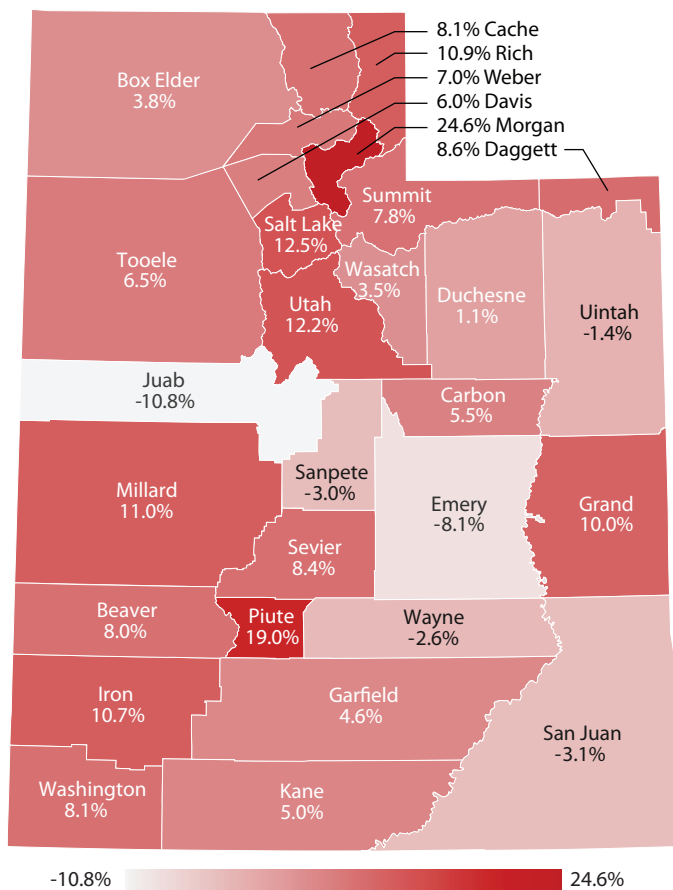 8.1% Cache
10.9% Rich
7.0% Weber
6.0% Davis
24.6% Morgan
8.6% Daggett
Box Elder
3.8%
Summit
7.8%
Salt Lake
12.5%
Tooele
6.5%
Wasatch
3.5%
Utah
12.2%
Duchesne
1.1%
Uintah
-1.4%
Juab
-10.8%
Carbon
5.5%
Sanpete
-3.0%
Millard
11.0%
Emery
-8.1%
Grand
10.0%
Sevier
8.4%
Beaver
8.0%
Piute
19.0%
Wayne
-2.6%
Iron
10.7%
Garfield
4.6%
San Juan
-3.1%
Washington
8.1%
Kane
5.0%
-10.8%
24.6%